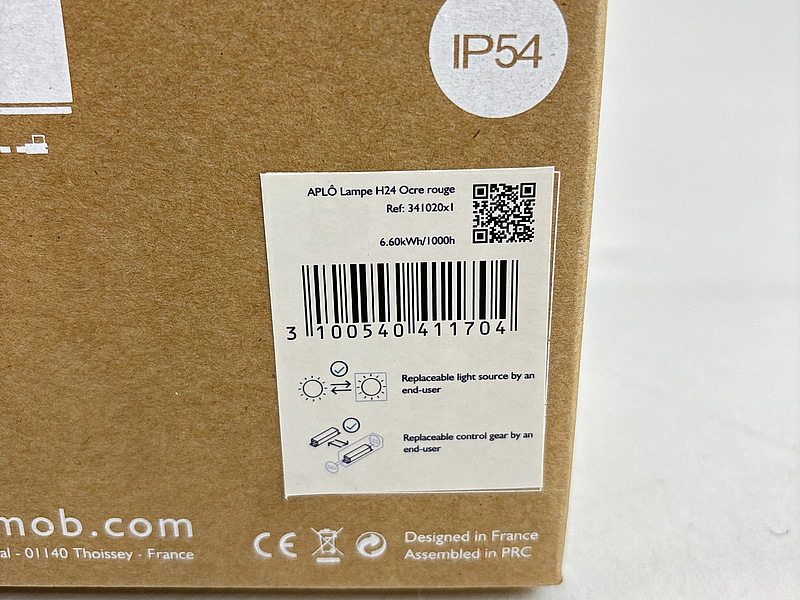 IP54
APLÔ Lampe H24 Ocre rouge
Ref: 341020x1
6.60kWh/1000h
3 100540 411704
Replaceable light source by an
end-user
Replaceable control gear by an
end-user
mob.com
al - 01140 Thoissey - France
CE
Designed in France
Assembled in PRC